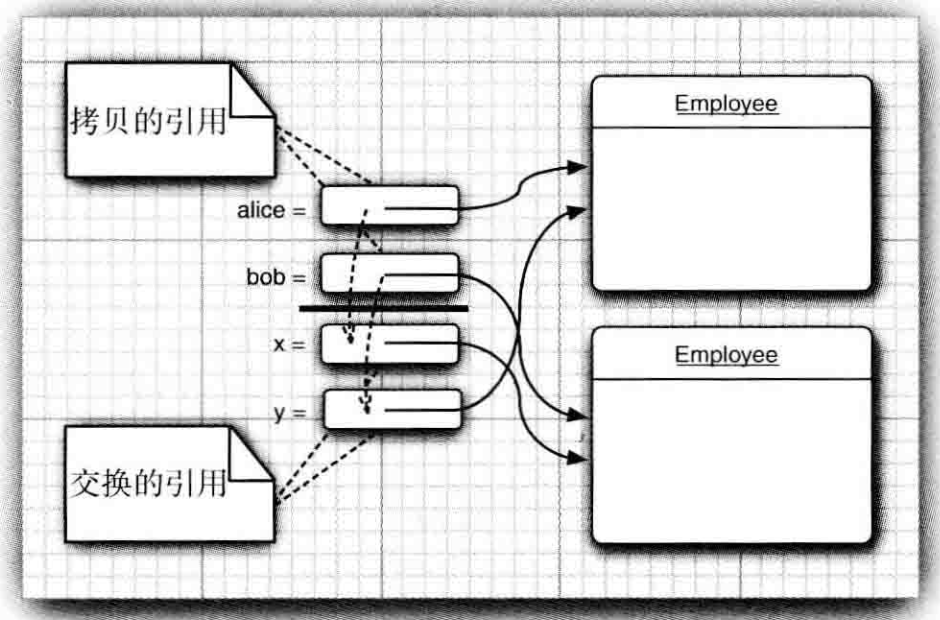 拷贝的引用
Employee
alice =
bob =
x =
Employee
y =
交换的引用